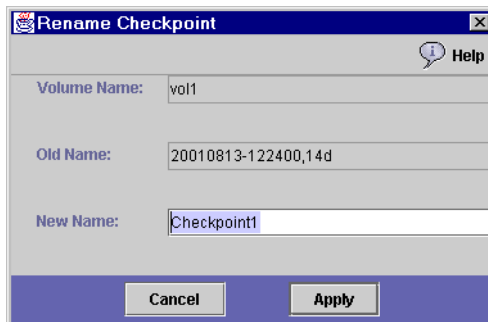 Rename Checkpoint
Help
Volume Name: vol1
Old Name: 20010813-122400,14d
New Name: Checkpoint1
Cancel Apply